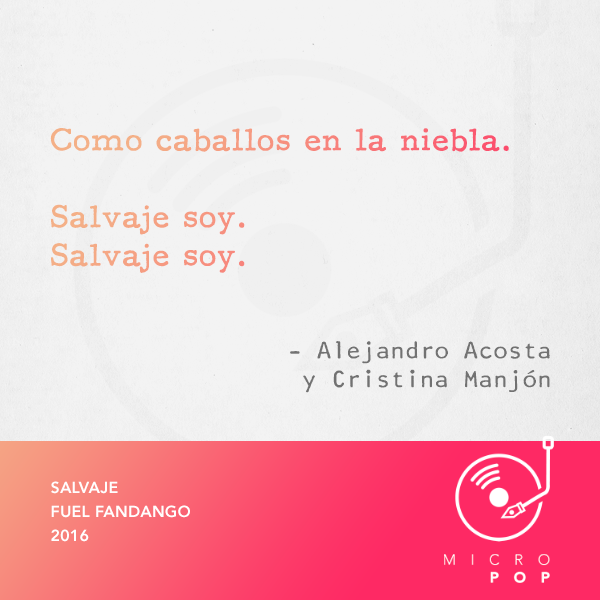 Como caballos en la niebla.
Salvaje soy.
Salvaje soy.
– Alejandro Acosta
y Cristina Manjón
SALVAJE
FUEL FANDANGO
2016
MICRO
POP